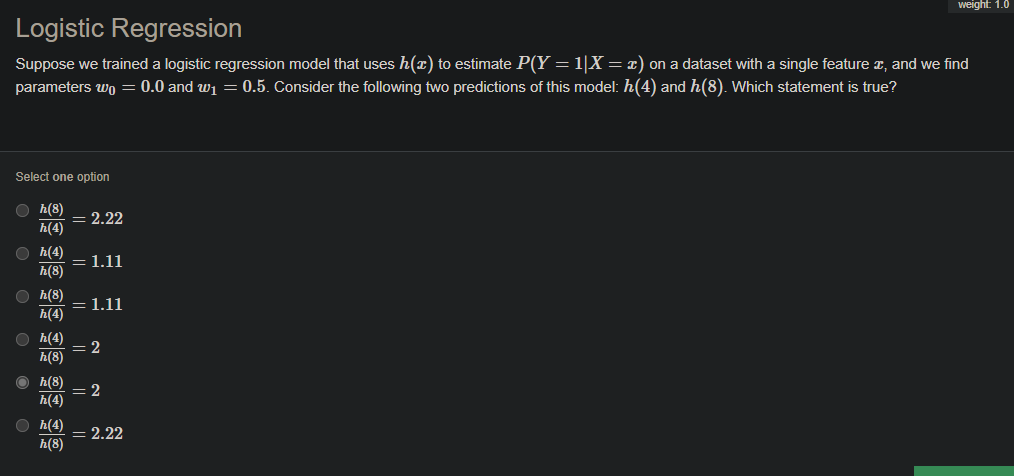 weight: 1.0
Logistic Regression
Suppose we trained a logistic regression model that uses h(x) to estimate P(Y = 1|X = x) on a dataset with a single feature x, and we find
parameters w₀ = 0.0 and w₁ = 0.5. Consider the following two predictions of this model: h(4) and h(8). Which statement is true?
Select one option
h(8)/h(4) = 2.22
h(4)/h(8) = 1.11
h(8)/h(4) = 1.11
h(4)/h(8) = 2
h(8)/h(4) = 2
h(4)/h(8) = 2.22